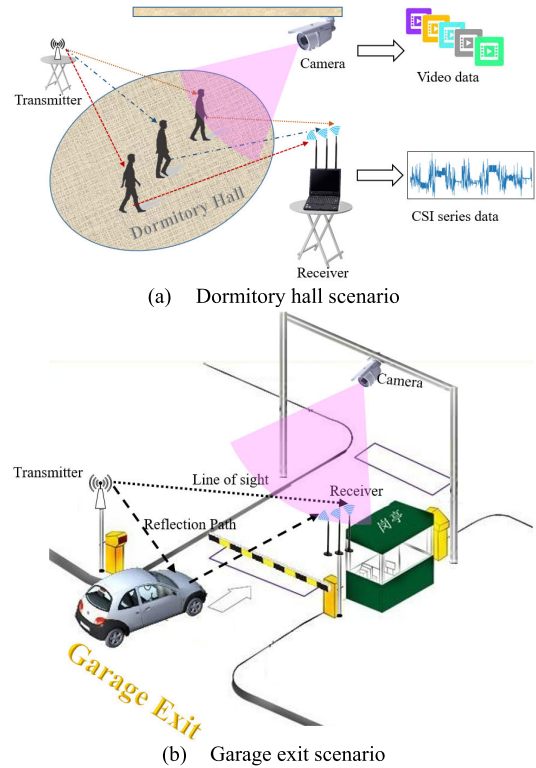 Camera
Video data
Transmitter
Dormitory Hall
CSI series data
Receiver
(a) Dormitory hall scenario
Camera
Transmitter
Line of sight
Receiver
Reflection Path
岗亭
Garage Exit
(b) Garage exit scenario